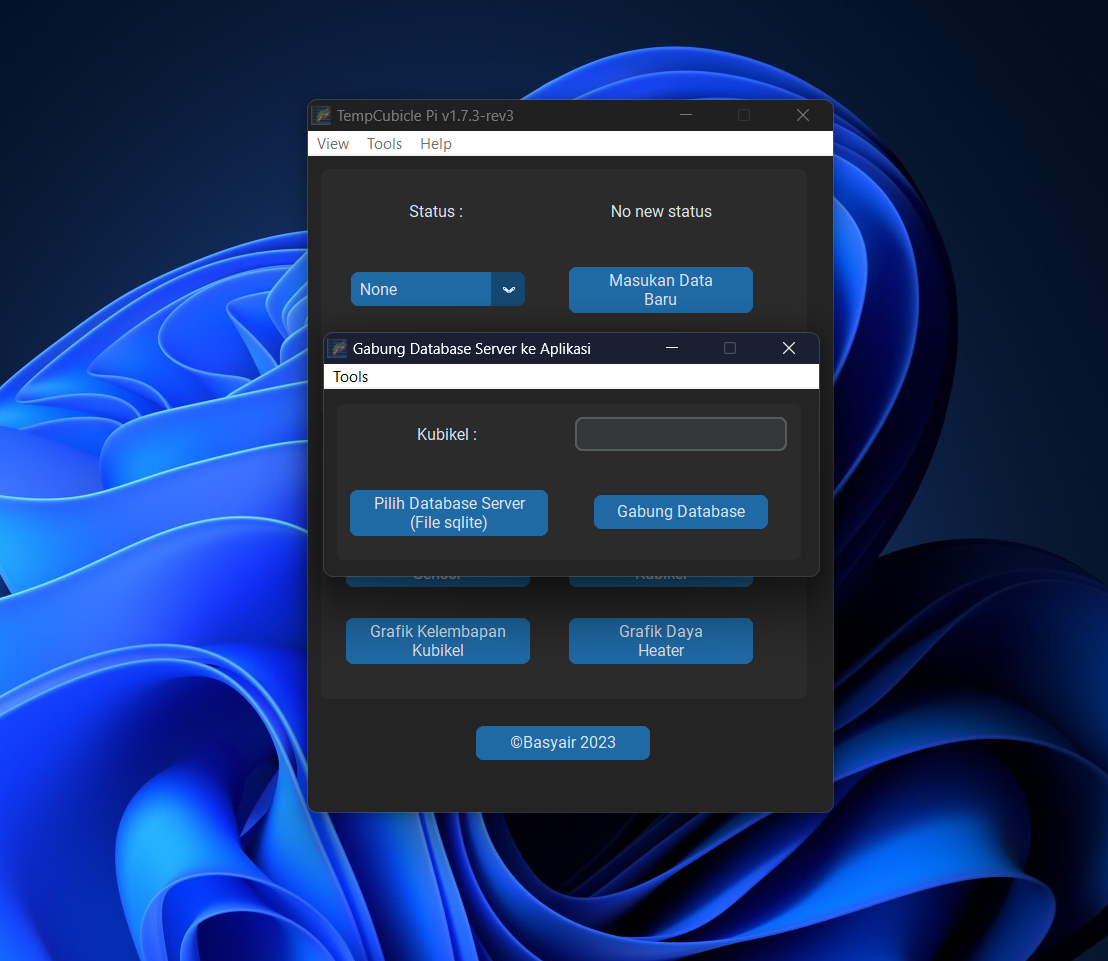 TempCubicle Pi v1.7.3-rev3
View Tools Help
Status : No new status
None
Masukan Data
Baru
Gabung Database Server ke Aplikasi
Tools
Kubikel :
Pilih Database Server
(File sqlite)
Gabung Database
Grafik Kelembapan
Kubikel
Grafik Daya
Heater
©Basyair 2023